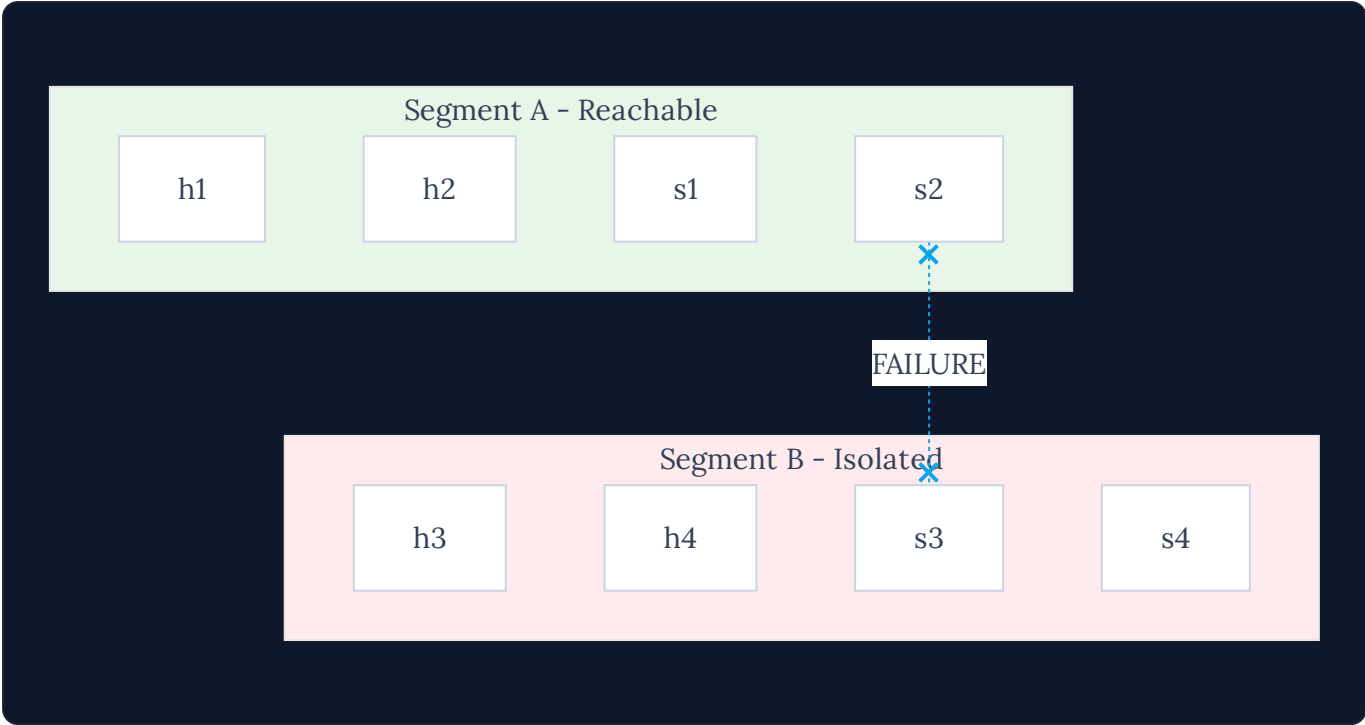 Segment A - Reachable
h1
h2
s1
s2
FAILURE
Segment B - Isolated
h3
h4
s3
s4